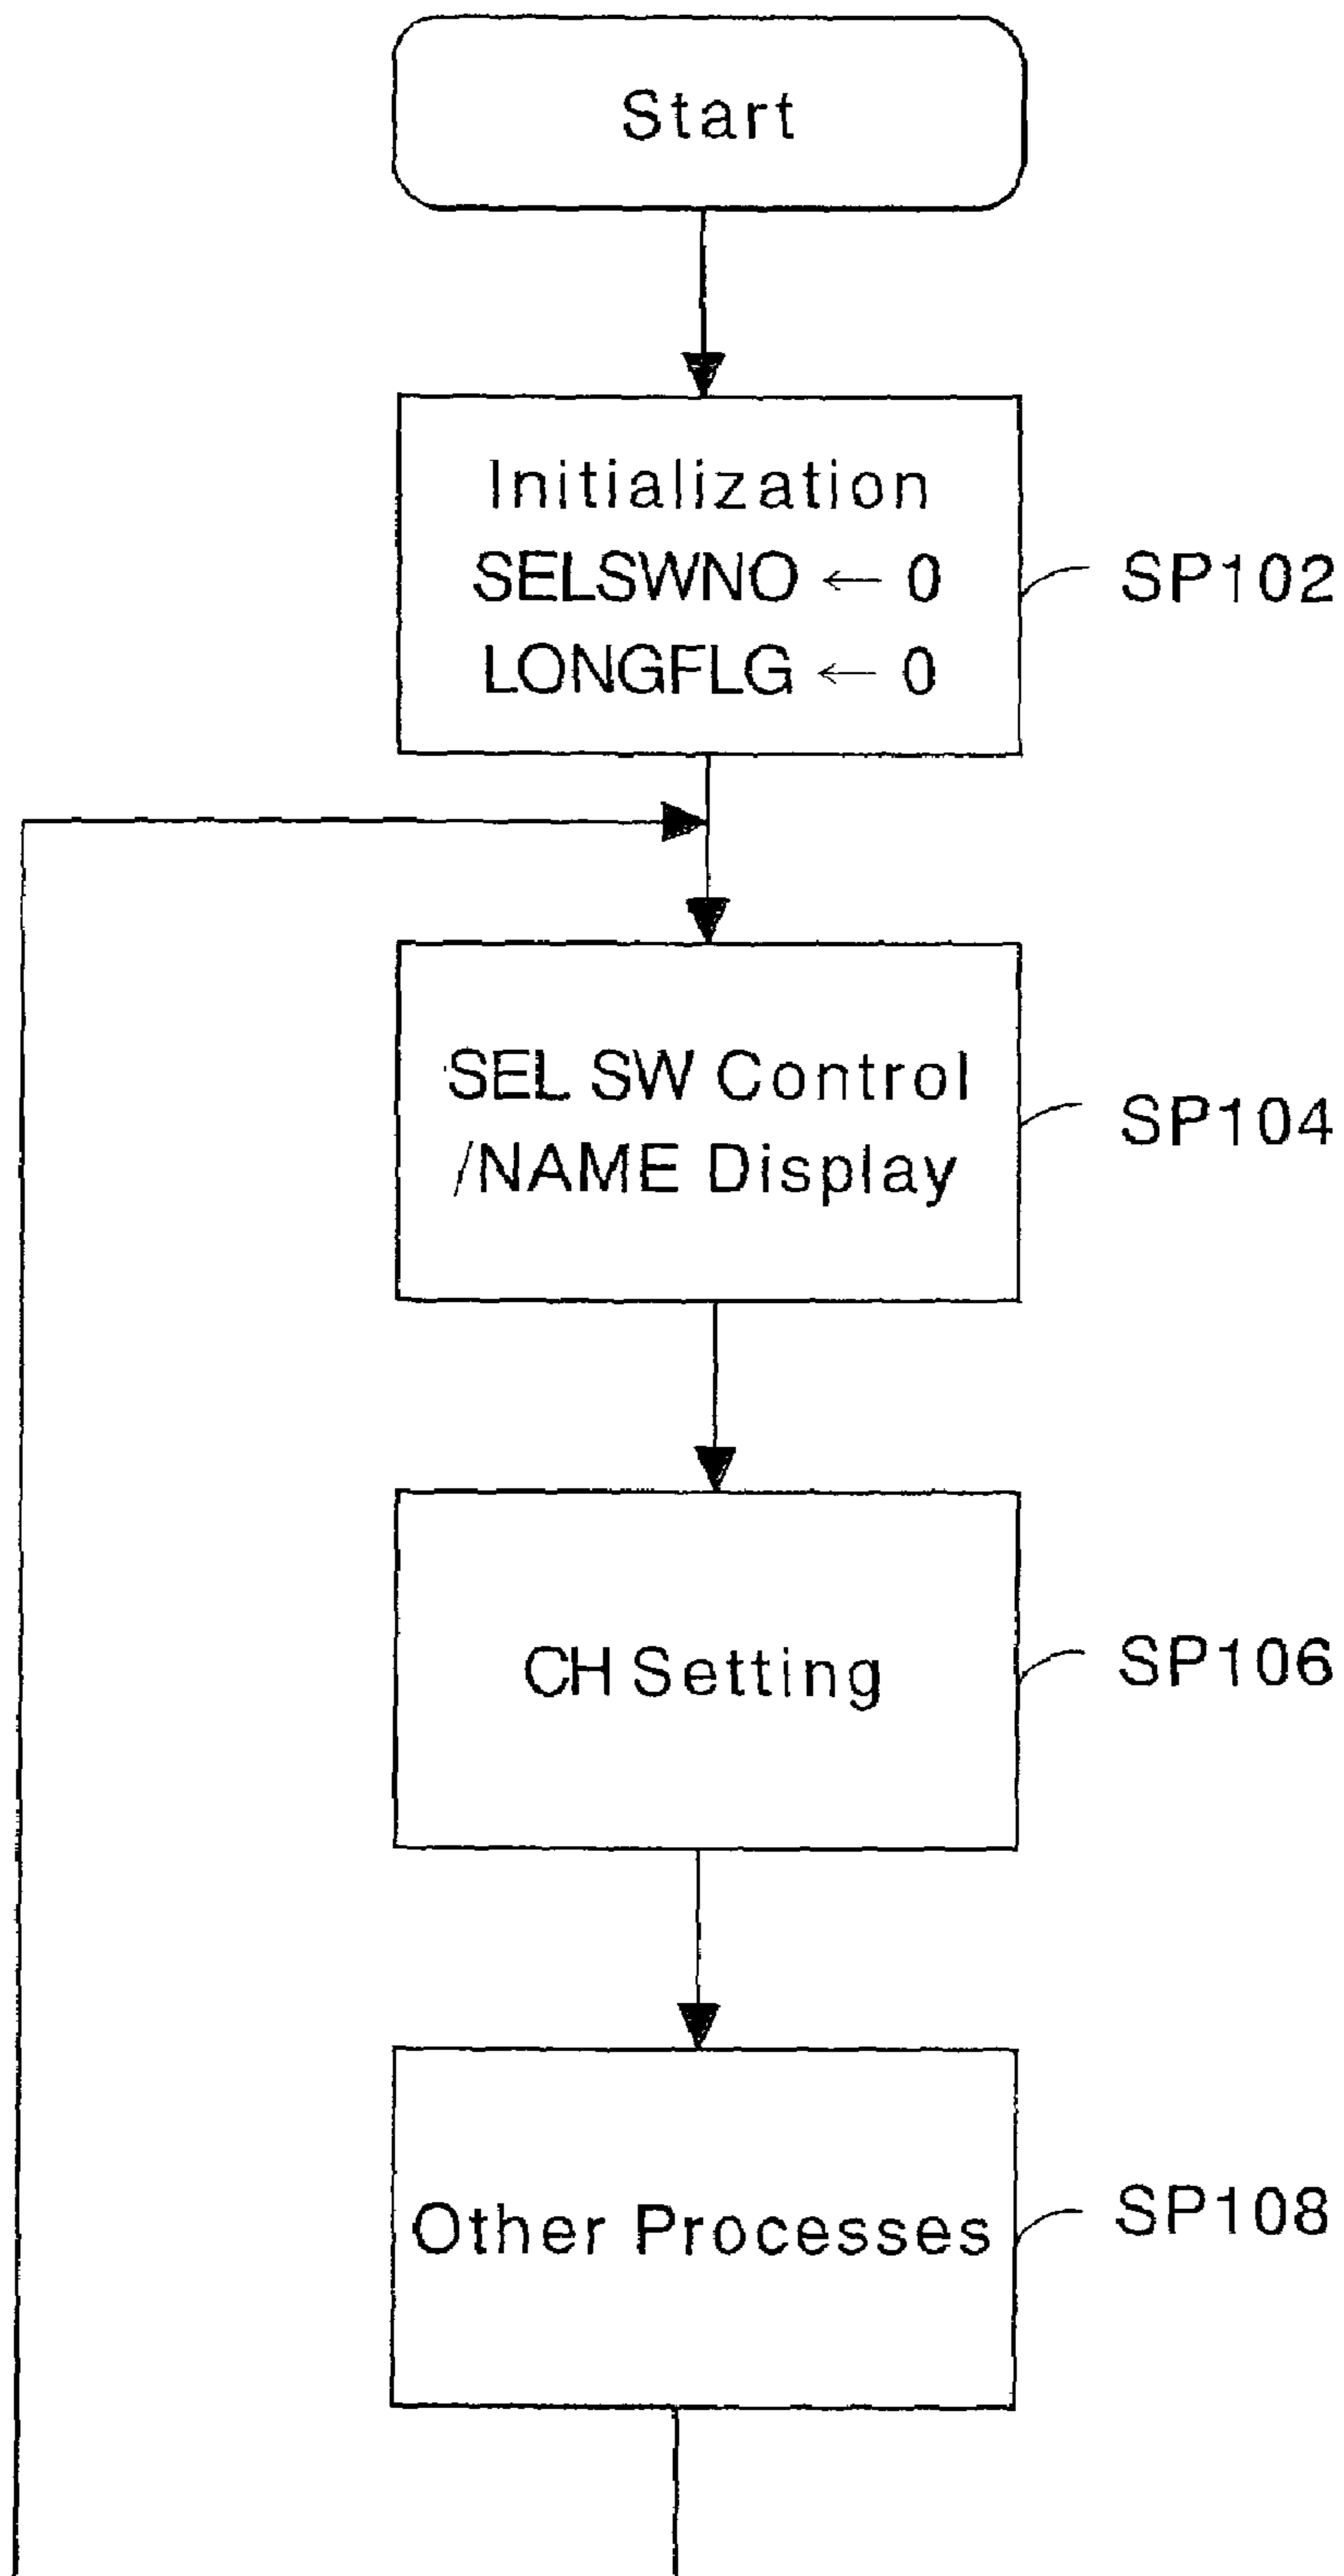 Start
Initialization
SELSWNO ← 0
LONGFLG ← 0
SP102
SEL SW Control
/NAME Display
SP104
CH Setting
SP106
Other Processes
SP108